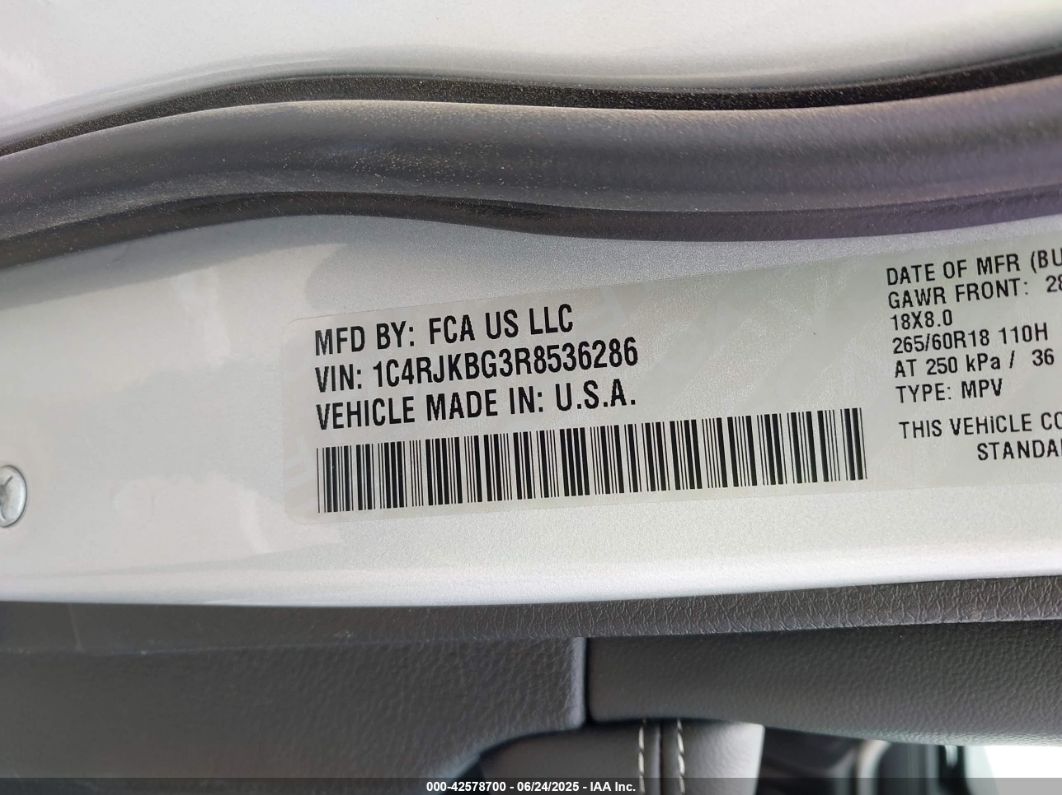 MFD BY: FCA US LLC
VIN: 1C4RJKBG3R8536286
VEHICLE MADE IN: U.S.A.
DATE OF MFR (BU
GAWR FRONT: 28
18X8.0
265/60R18 110H
AT 250 kPa / 36
TYPE: MPV
THIS VEHICLE CO
STANDA
000-42578700 - 06/24/2025 - IAA Inc.